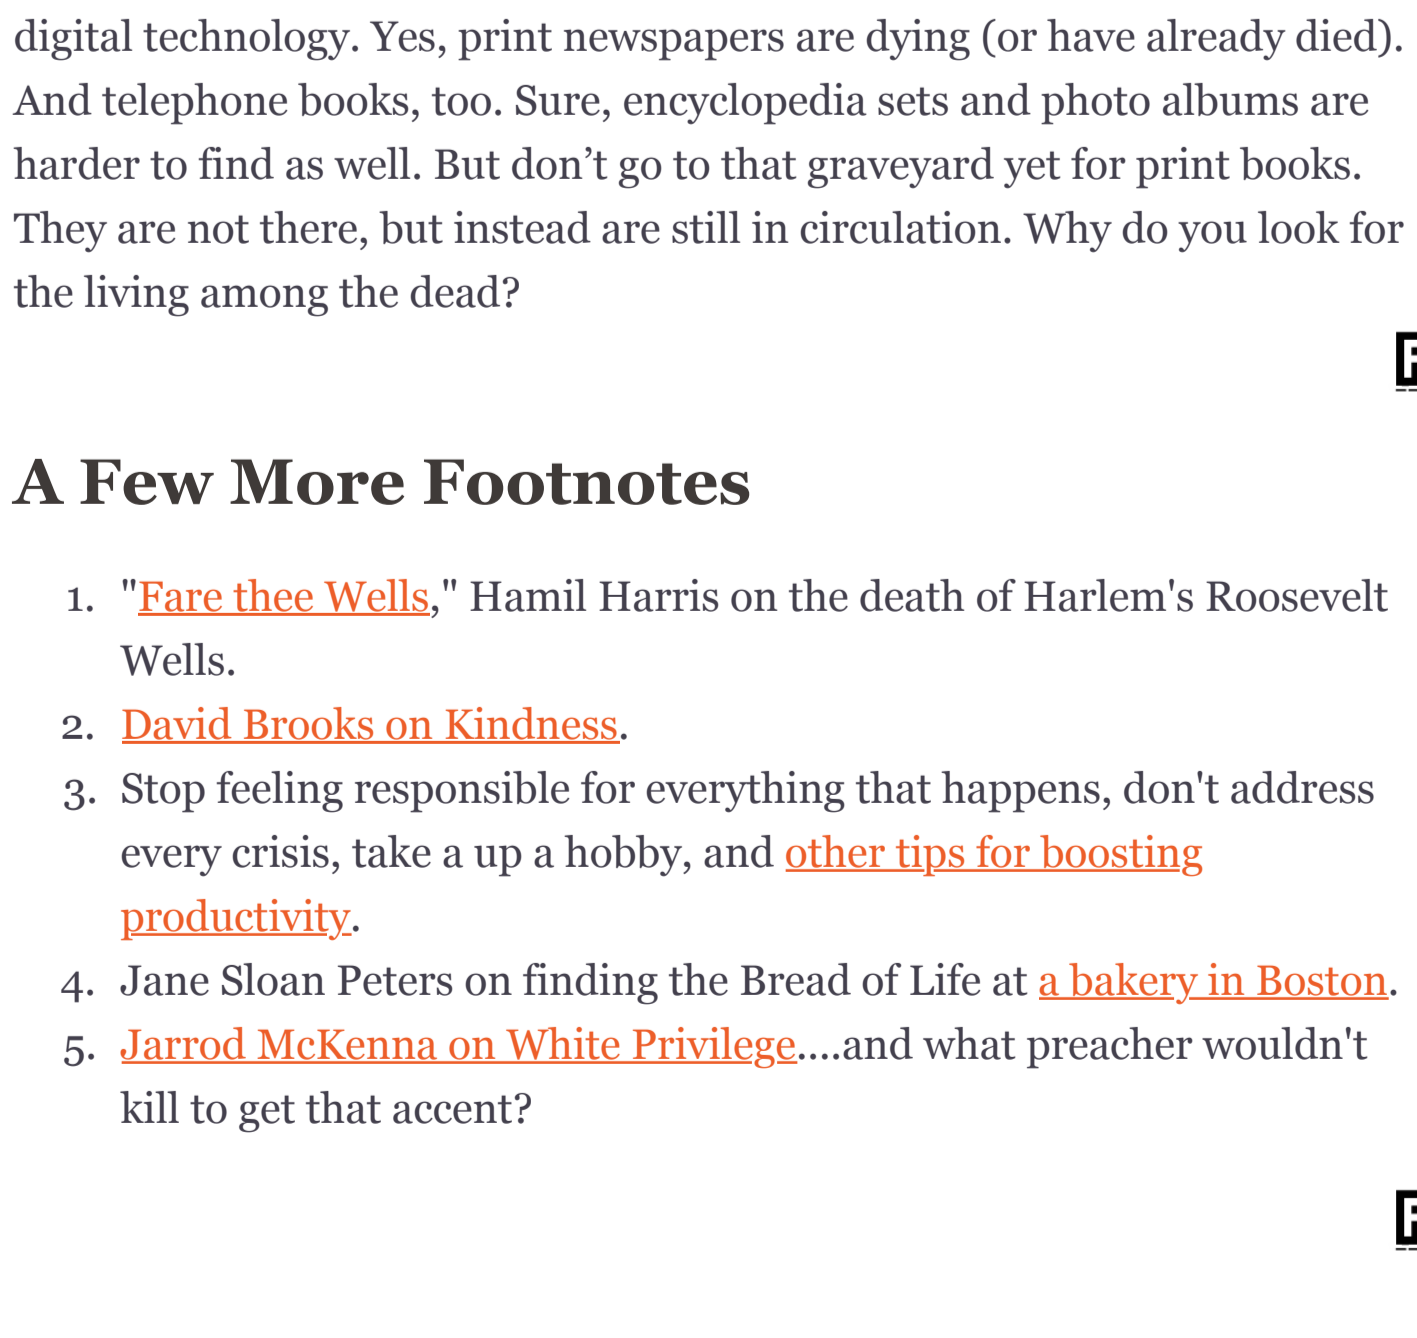 digital technology. Yes, print newspapers are dying (or have already died).
And telephone books, too. Sure, encyclopedia sets and photo albums are
harder to find as well. But don’t go to that graveyard yet for print books.
They are not there, but instead are still in circulation. Why do you look for
the living among the dead?
A Few More Footnotes
1. "Fare thee Wells," Hamil Harris on the death of Harlem's Roosevelt
Wells.
2. David Brooks on Kindness.
3. Stop feeling responsible for everything that happens, don't address
every crisis, take a up a hobby, and other tips for boosting
productivity.
4. Jane Sloan Peters on finding the Bread of Life at a bakery in Boston.
5. Jarrod McKenna on White Privilege....and what preacher wouldn't
kill to get that accent?